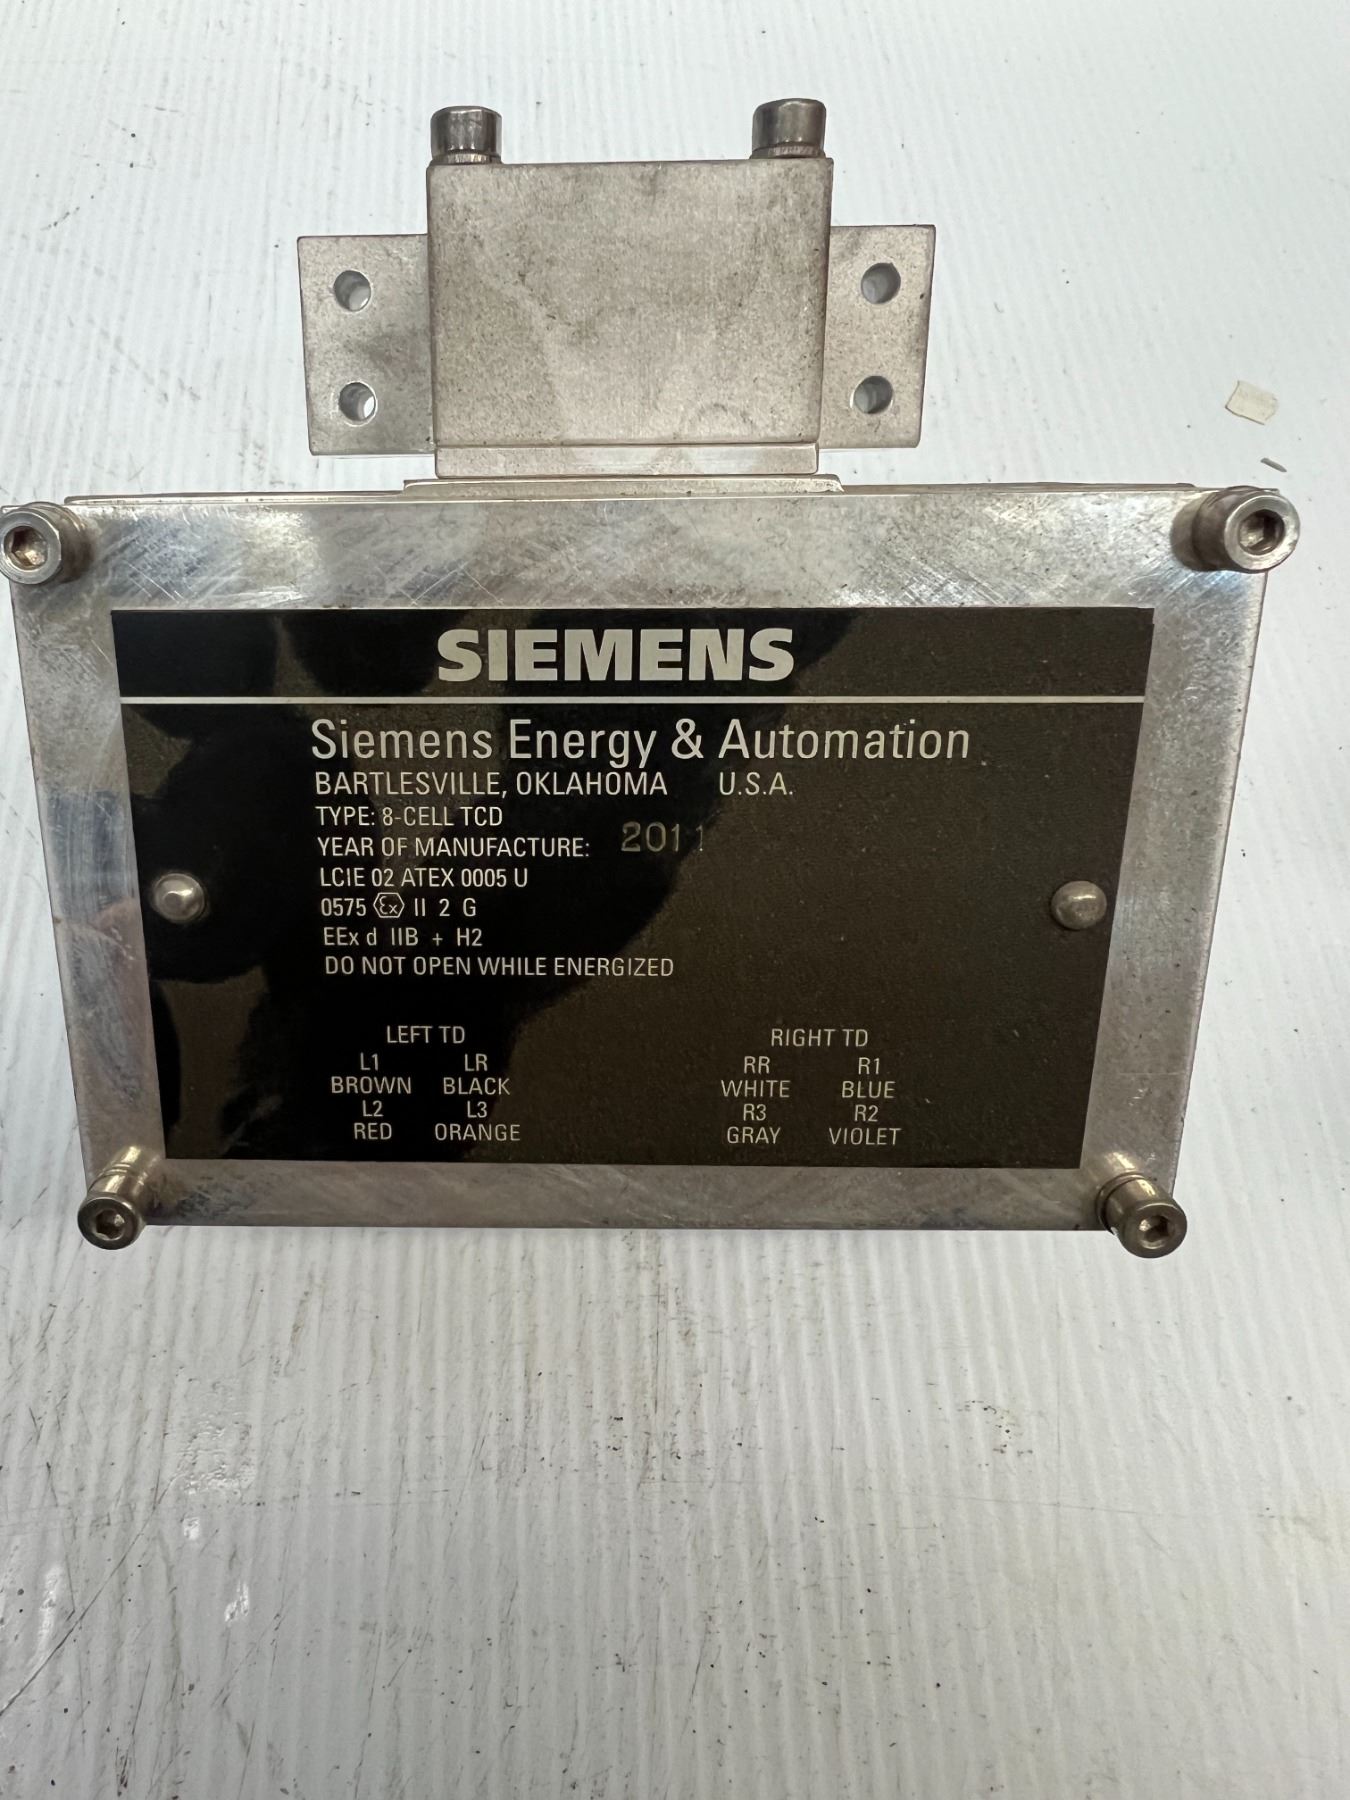 SIEMENS
Siemens Energy & Automation
BARTLESVILLE, OKLAHOMA U.S.A.
TYPE: 8-CELL TCD
YEAR OF MANUFACTURE: 2011
LCIE 02 ATEX 0005 U
0575 Ex II 2 G
EEx d IIB + H2
DO NOT OPEN WHILE ENERGIZED
LEFT TD RIGHT TD
L1 LR RR R1
BROWN BLACK WHITE BLUE
L2 L3 R3 R2
RED ORANGE GRAY VIOLET